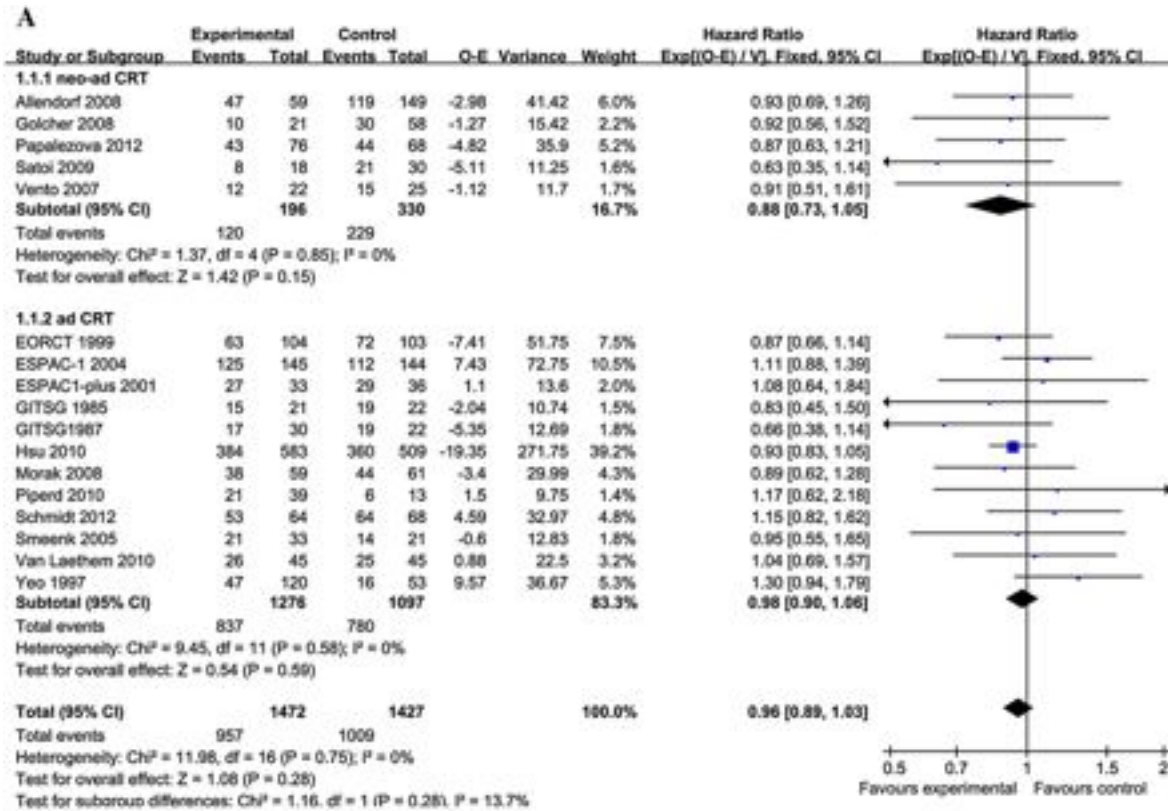 A
Experimental Control Hazard Ratio Hazard Ratio
Study or Subgroup Events Total Events Total O-E Variance Weight Exp[(O-E) / V], Fixed, 95% CI Exp[(O-E) / V], Fixed, 95% CI
1.1.1 neo-ad CRT
Allendorf 2008 47 59 119 149 -2.98 41.42 6.0% 0.93 [0.69, 1.26]
Golcher 2008 10 21 30 58 -1.27 15.42 2.2% 0.92 [0.56, 1.52]
Papalezova 2012 43 76 44 68 -4.82 35.9 5.2% 0.87 [0.63, 1.21]
Satoi 2009 8 18 21 30 -5.11 11.25 1.6% 0.63 [0.35, 1.14]
Vento 2007 12 22 15 25 -1.12 11.7 1.7% 0.91 [0.51, 1.61]
Subtotal (95% CI) 196 330 16.7% 0.88 [0.73, 1.05]
Total events 120 229
Heterogeneity: Chi² = 1.37, df = 4 (P = 0.85); I² = 0%
Test for overall effect: Z = 1.42 (P = 0.15)
1.1.2 ad CRT
EORCT 1999 63 104 72 103 -7.41 51.75 7.5% 0.87 [0.66, 1.14]
ESPAC-1 2004 125 145 112 144 7.43 72.75 10.5% 1.11 [0.88, 1.39]
ESPAC1-plus 2001 27 33 29 36 1.1 13.6 2.0% 1.08 [0.64, 1.84]
GITSG 1985 15 21 19 22 -2.04 10.74 1.5% 0.83 [0.45, 1.50]
GITSG1987 17 30 19 22 -5.35 12.69 1.8% 0.66 [0.38, 1.14]
Hsu 2010 384 583 360 509 -19.35 271.75 39.2% 0.93 [0.83, 1.05]
Morak 2008 38 59 44 61 -3.4 29.99 4.3% 0.89 [0.62, 1.28]
Piperd 2010 21 39 6 13 1.5 9.75 1.4% 1.17 [0.62, 2.18]
Schmidt 2012 53 64 64 68 4.59 32.97 4.8% 1.15 [0.82, 1.62]
Smeenk 2005 21 33 14 21 -0.6 12.83 1.8% 0.95 [0.55, 1.65]
Van Laethem 2010 26 45 25 45 0.88 22.5 3.2% 1.04 [0.69, 1.57]
Yeo 1997 47 120 16 53 9.57 36.67 5.3% 1.30 [0.94, 1.79]
Subtotal (95% CI) 1276 1097 83.3% 0.98 [0.90, 1.06]
Total events 837 780
Heterogeneity: Chi² = 9.45, df = 11 (P = 0.58); I² = 0%
Test for overall effect: Z = 0.54 (P = 0.59)
Total (95% CI) 1472 1427 100.0% 0.96 [0.89, 1.03]
Total events 957 1009
Heterogeneity: Chi² = 11.98, df = 16 (P = 0.75); I² = 0%
Test for overall effect: Z = 1.08 (P = 0.28)
Test for subgroup differences: Chi² = 1.16, df = 1 (P = 0.28), I² = 13.7%
0.5 0.7 1 1.5 2
Favours experimental Favours control